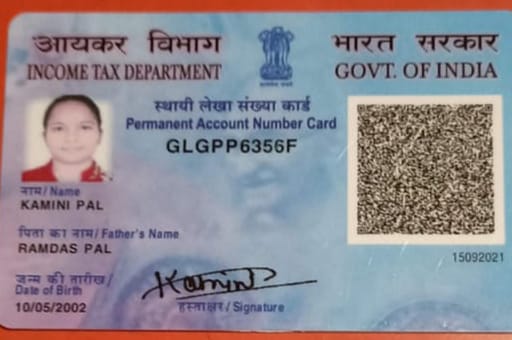 आयकर विभाग
INCOME TAX DEPARTMENT
भारत सरकार
GOVT. OF INDIA
स्थायी लेखा संख्या कार्ड
Permanent Account Number Card
GLGPP6356F
नाम/ Name
KAMINI PAL
पिता का नाम/ Father's Name
RAMDAS PAL
जन्म की तारीख/
Date of Birth
10/05/2002
Kamini
हस्ताक्षर / Signature
15092021